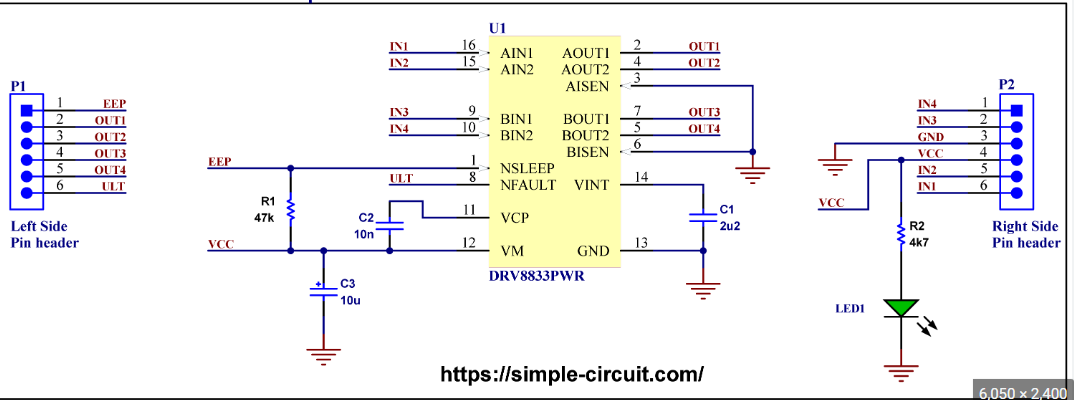 U1
IN1 16 AIN1 AOUT1 2 OUT1
IN2 15 AIN2 AOUT2 4 OUT2
AISEN 3
IN3 9 BIN1 BOUT1 7 OUT3
IN4 10 BIN2 BOUT2 5 OUT4
BISEN 6
EEP 1 NSLEEP
ULT 8 NFAULT VINT 14
11 VCP
VCC 12 VM GND 13
DRV8833PWR
P1
1 EEP
2 OUT1
3 OUT2
4 OUT3
5 OUT4
6 ULT
Left Side
Pin header
R1
47k
C2
10n
C3
10u
C1
2u2
P2
IN4 1
IN3 2
GND 3
VCC 4
IN2 5
IN1 6
VCC
Right Side
Pin header
R2
4k7
LED1
https://simple-circuit.com/
6,050 × 2,400